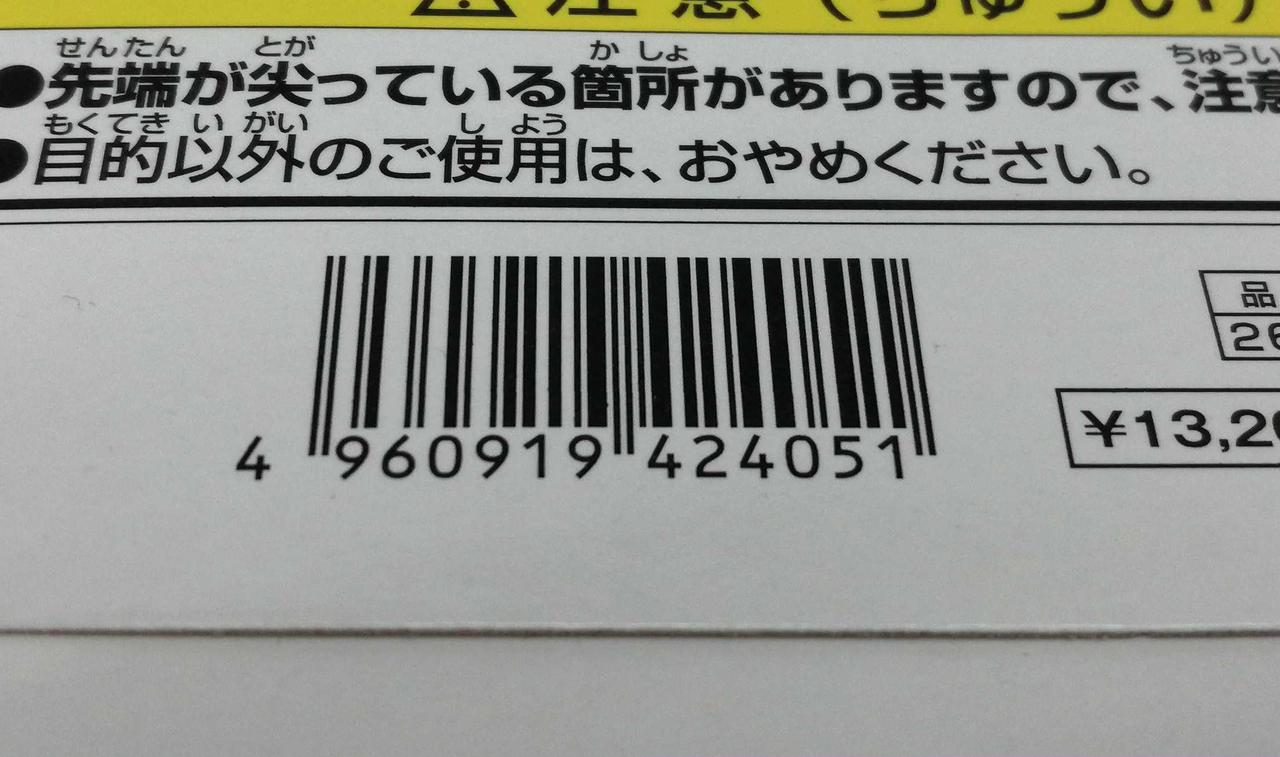 注意（ちゅうい）
せんたん とが か しょ ちゅうい
●先端が尖っている箇所がありますので、注意
もくてき い がい し よう
●目的以外のご使用は、おやめください。
品
26
¥13,20
4 960919 424051